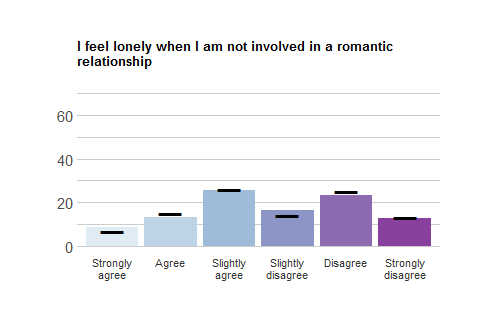 I feel lonely when I am not involved in a romantic
relationship
60
40
20
0
Strongly
agree
Agree
Slightly
agree
Slightly
disagree
Disagree
Strongly
disagree